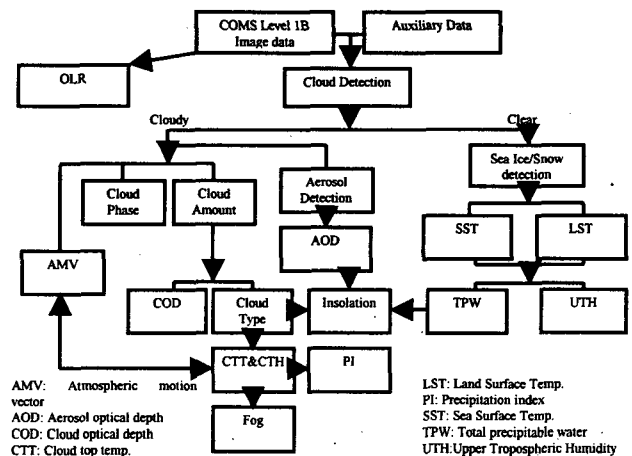 COMS Level 1B
Image data
Auxiliary Data
OLR
Cloud Detection
Cloudy
Clear
Sea Ice/Snow
detection
Cloud
Phase
Cloud
Amount
Aerosol
Detection
SST
LST
AOD
AMV
COD
Cloud
Type
Insolation
TPW
UTH
CTT&CTH
PI
Fog
AMV: Atmospheric motion
vector
AOD: Aerosol optical depth
COD: Cloud optical depth
CTT: Cloud top temp.
LST: Land Surface Temp.
PI: Precipitation index
SST: Sea Surface Temp.
TPW: Total precipitable water
UTH:Upper Tropospheric Humidity